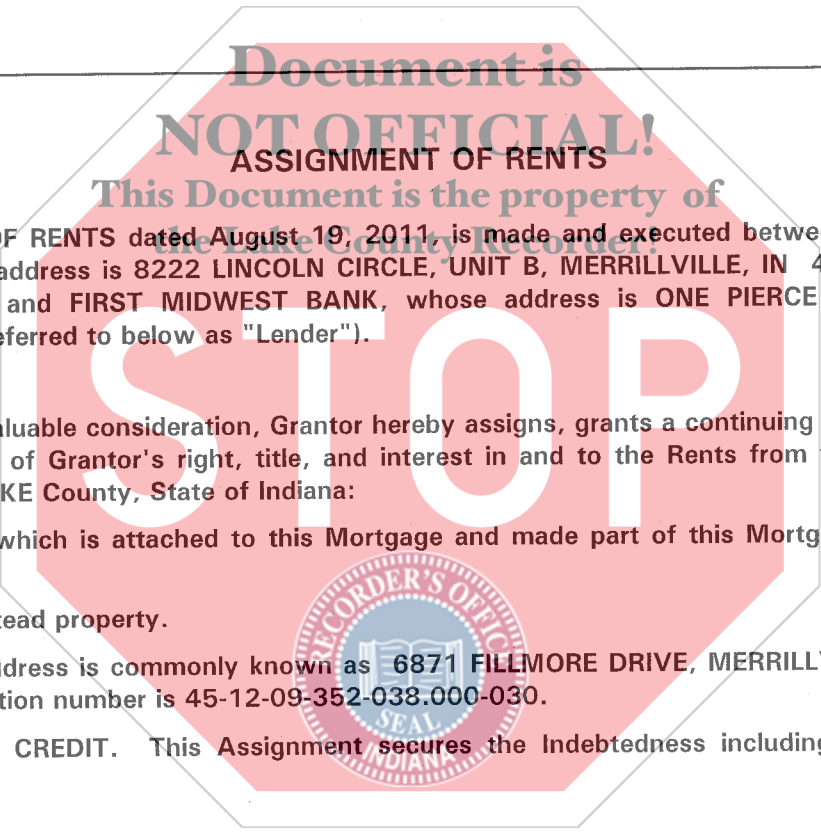 Document is
NOT OFFICIAL!
ASSIGNMENT OF RENTS
This Document is the property of
the Lake County Recorder!
OF RENTS dated August 19, 2011, is made and executed betwe
address is 8222 LINCOLN CIRCLE, UNIT B, MERRILLVILLE, IN 4
and FIRST MIDWEST BANK, whose address is ONE PIERCE
eferred to below as "Lender").
STOP
aluable consideration, Grantor hereby assigns, grants a continuing
of Grantor's right, title, and interest in and to the Rents from
KE County, State of Indiana:
which is attached to this Mortgage and made part of this Mortg
tead property.
ddress is commonly known as 6871 FILLMORE DRIVE, MERRILL
tion number is 45-12-09-352-038.000-030.
CREDIT. This Assignment secures the Indebtedness including
RECORDER'S OFFICE
SEAL
INDIANA